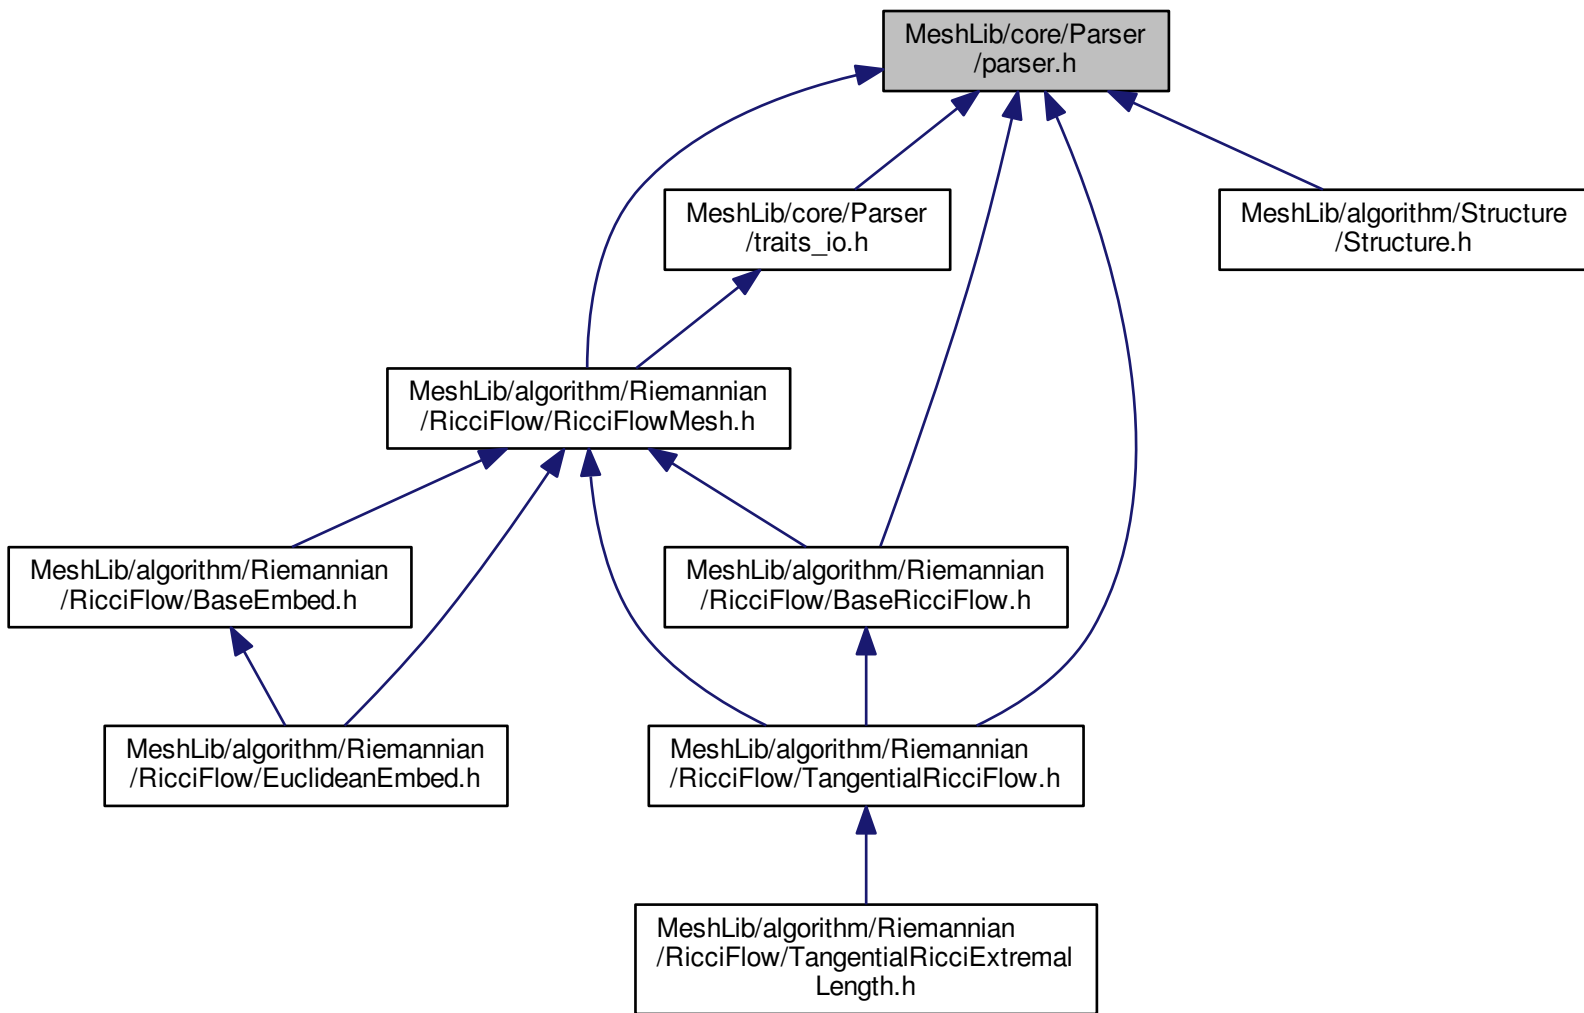 MeshLib/core/Parser
/parser.h
MeshLib/core/Parser
/traits_io.h
MeshLib/algorithm/Structure
/Structure.h
MeshLib/algorithm/Riemannian
/RicciFlow/RicciFlowMesh.h
MeshLib/algorithm/Riemannian
/RicciFlow/BaseEmbed.h
MeshLib/algorithm/Riemannian
/RicciFlow/BaseRicciFlow.h
MeshLib/algorithm/Riemannian
/RicciFlow/EuclideanEmbed.h
MeshLib/algorithm/Riemannian
/RicciFlow/TangentialRicciFlow.h
MeshLib/algorithm/Riemannian
/RicciFlow/TangentialRicciExtremal
Length.h